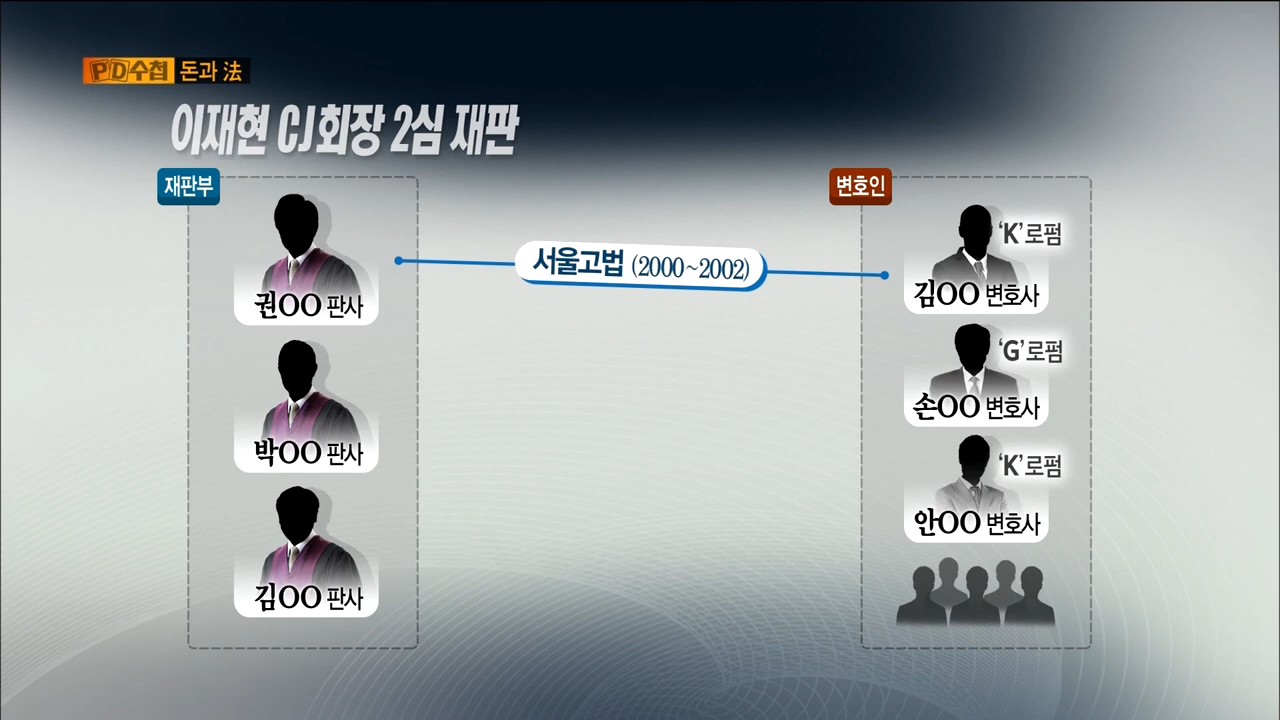 PD수첩 돈과 法
이재현 CJ회장 2심 재판
재판부
권OO 판사
박OO 판사
김OO 판사
서울고법 (2000~2002)
변호인
'K'로펌
김OO 변호사
'G'로펌
손OO 변호사
'K'로펌
안OO 변호사